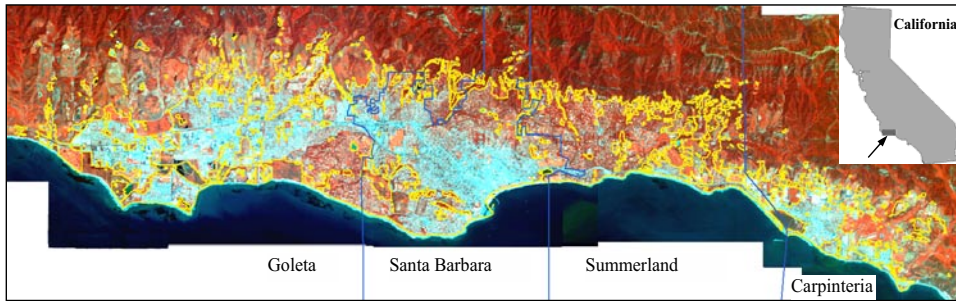 California
Goleta
Santa Barbara
Summerland
Carpinteria